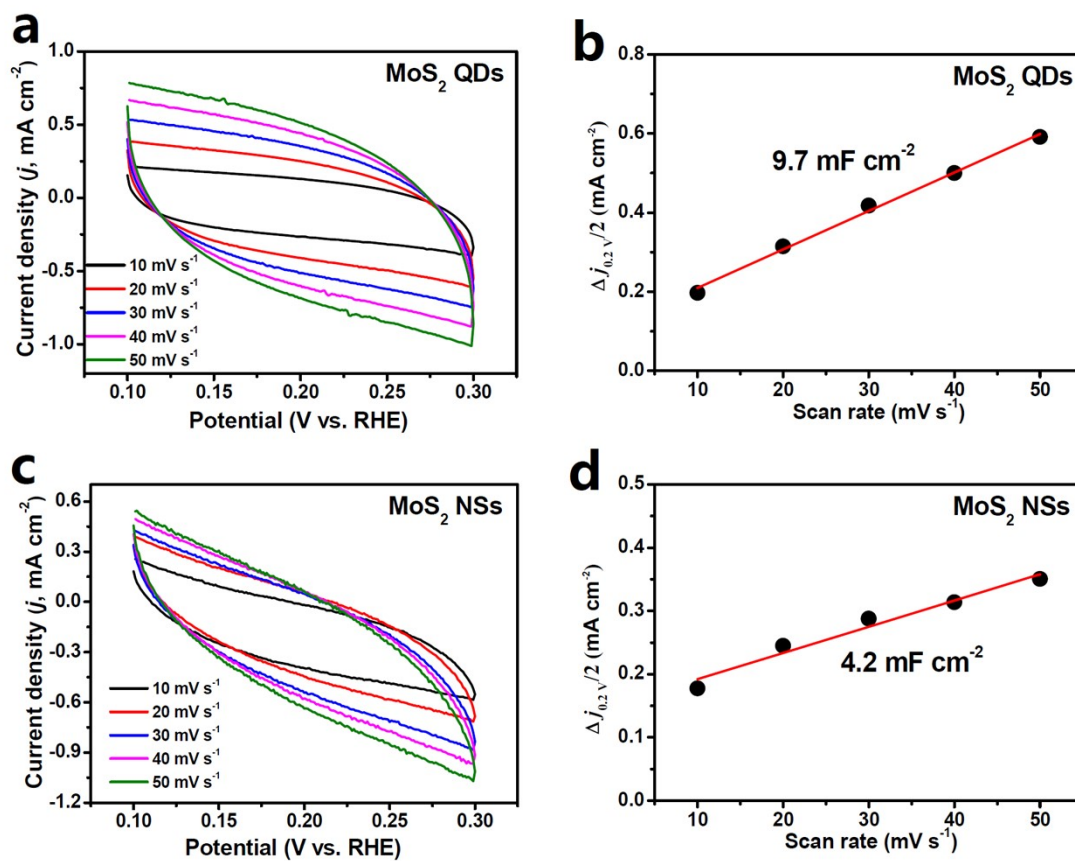 a
MoS₂ QDs
1.0
0.5
0.0
-0.5
-1.0
Current density (j, mA cm⁻²)
10 mV s⁻¹
20 mV s⁻¹
30 mV s⁻¹
40 mV s⁻¹
50 mV s⁻¹
0.10 0.15 0.20 0.25 0.30
Potential (V vs. RHE)
b
MoS₂ QDs
0.8
0.6
0.4
0.2
0.0
Δ j₀.₂ ᵥ/2 (mA cm⁻²)
9.7 mF cm⁻²
10 20 30 40 50
Scan rate (mV s⁻¹)
c
MoS₂ NSs
0.6
0.3
0.0
-0.3
-0.6
-0.9
-1.2
Current density (j, mA cm⁻²)
10 mV s⁻¹
20 mV s⁻¹
30 mV s⁻¹
40 mV s⁻¹
50 mV s⁻¹
0.10 0.15 0.20 0.25 0.30
Potential (V vs. RHE)
d
MoS₂ NSs
0.5
0.4
0.3
0.2
0.1
0.0
Δ j₀.₂ ᵥ/2 (mA cm⁻²)
4.2 mF cm⁻²
10 20 30 40 50
Scan rate (mV s⁻¹)